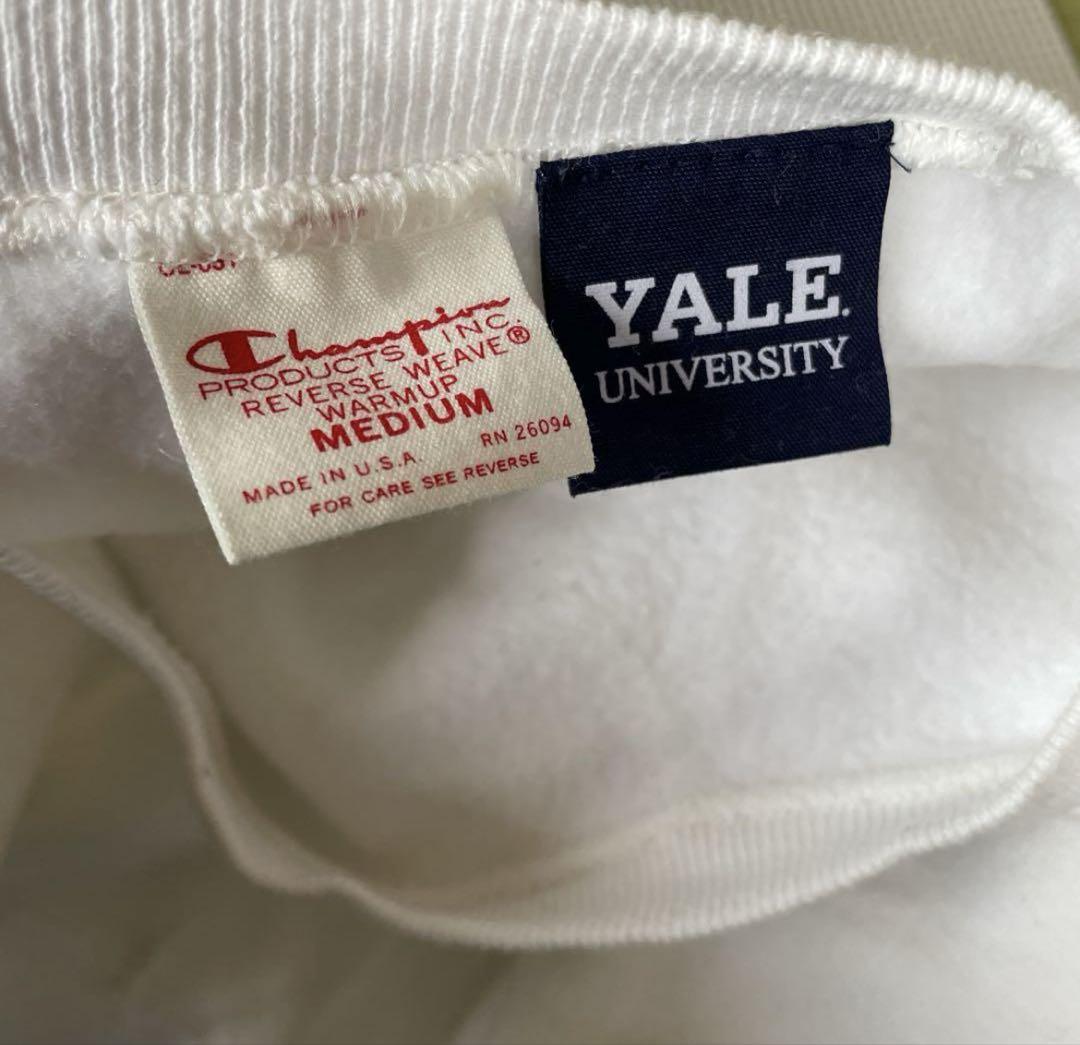 Champion
PRODUCTS INC.
REVERSE WEAVE®
WARMUP
MEDIUM
RN 26094
MADE IN U.S.A.
FOR CARE SEE REVERSE
YALE.
UNIVERSITY